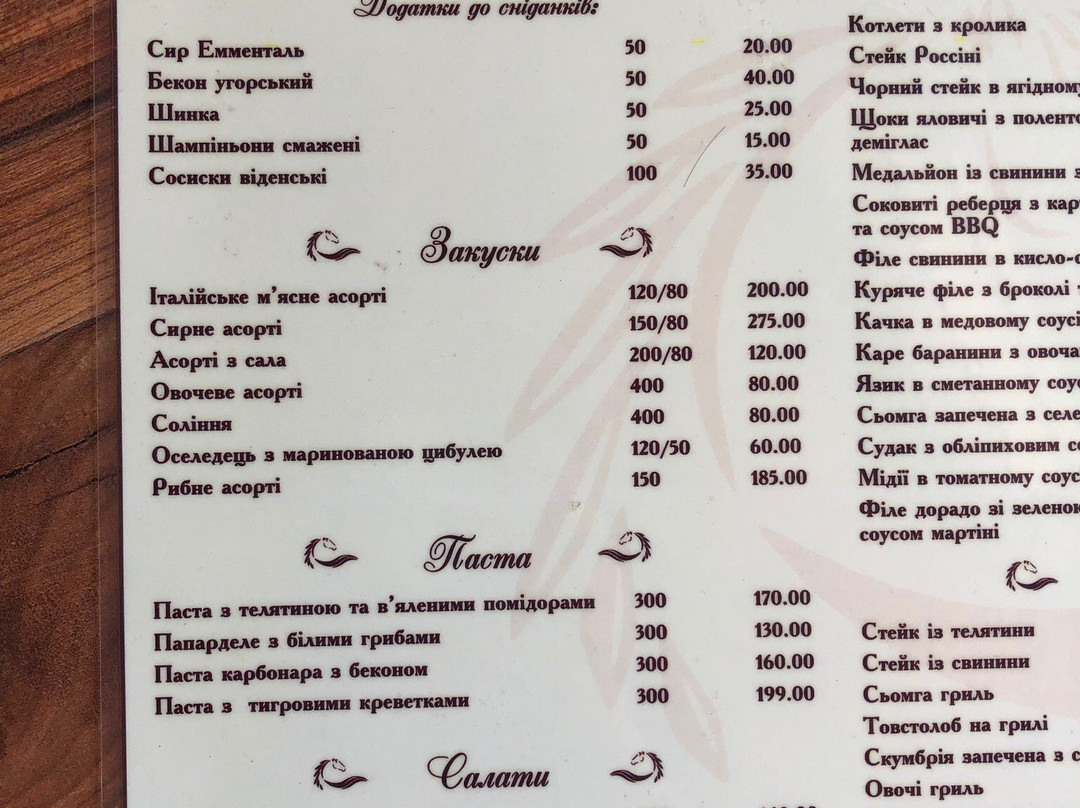 Додатки до сніданків:
Сир Емменталь 50 20.00
Бекон угорський 50 40.00
Шинка 50 25.00
Шампіньони смажені 50 15.00
Сосиски віденські 100 35.00
Закуски
Італійське м'ясне асорті 120/80 200.00
Сирне асорті 150/80 275.00
Асорті з сала 200/80 120.00
Овочеве асорті 400 80.00
Соління 400 80.00
Оселедець з маринованою цибулею 120/50 60.00
Рибне асорті 150 185.00
Паста
Паста з телятиною та в'яленими помідорами 300 170.00
Папарделе з білими грибами 300 130.00
Паста карбонара з беконом 300 160.00
Паста з тигровими креветками 300 199.00
Салати
Котлети з кролика
Стейк Россіні
Чорний стейк в ягідному
Щоки яловичі з
деміглас
Медальйон із свинини
Соковиті реберця з
та соусом BBQ
Філе свинини в
Куряче філе з броколі
Качка в медовому соусі
Каре баранини з
Язик в сметанному
Сьомга запечена з
Судак з обліпиховим
Мідії в томатному
Філе дорадо зі
соусом мартіні
Стейк із телятини
Стейк із свинини
Сьомга гриль
Товстолоб на грилі
Скумбрія запечена з
Овочі гриль